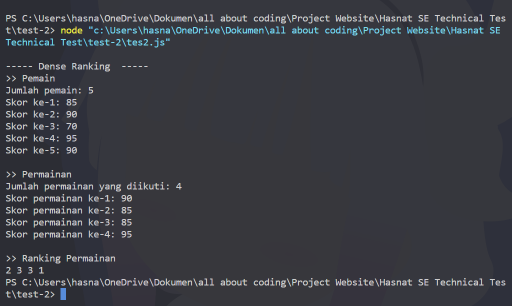 PS C:\Users\hasna\OneDrive\Dokumen\all about coding\Project Website\Hasnat SE Technical Tes
t\test-2> node "c:\Users\hasna\OneDrive\Dokumen\all about coding\Project Website\Hasnat SE
Technical Test\test-2\tes2.js"
----- Dense Ranking  -----
>> Pemain
Jumlah pemain: 5
Skor ke-1: 85
Skor ke-2: 90
Skor ke-3: 70
Skor ke-4: 95
Skor ke-5: 90
>> Permainan
Jumlah permainan yang diikuti: 4
Skor permainan ke-1: 90
Skor permainan ke-2: 85
Skor permainan ke-3: 85
Skor permainan ke-4: 95
>> Ranking Permainan
2 3 3 1
PS C:\Users\hasna\OneDrive\Dokumen\all about coding\Project Website\Hasnat SE Technical Tes
t\test-2>